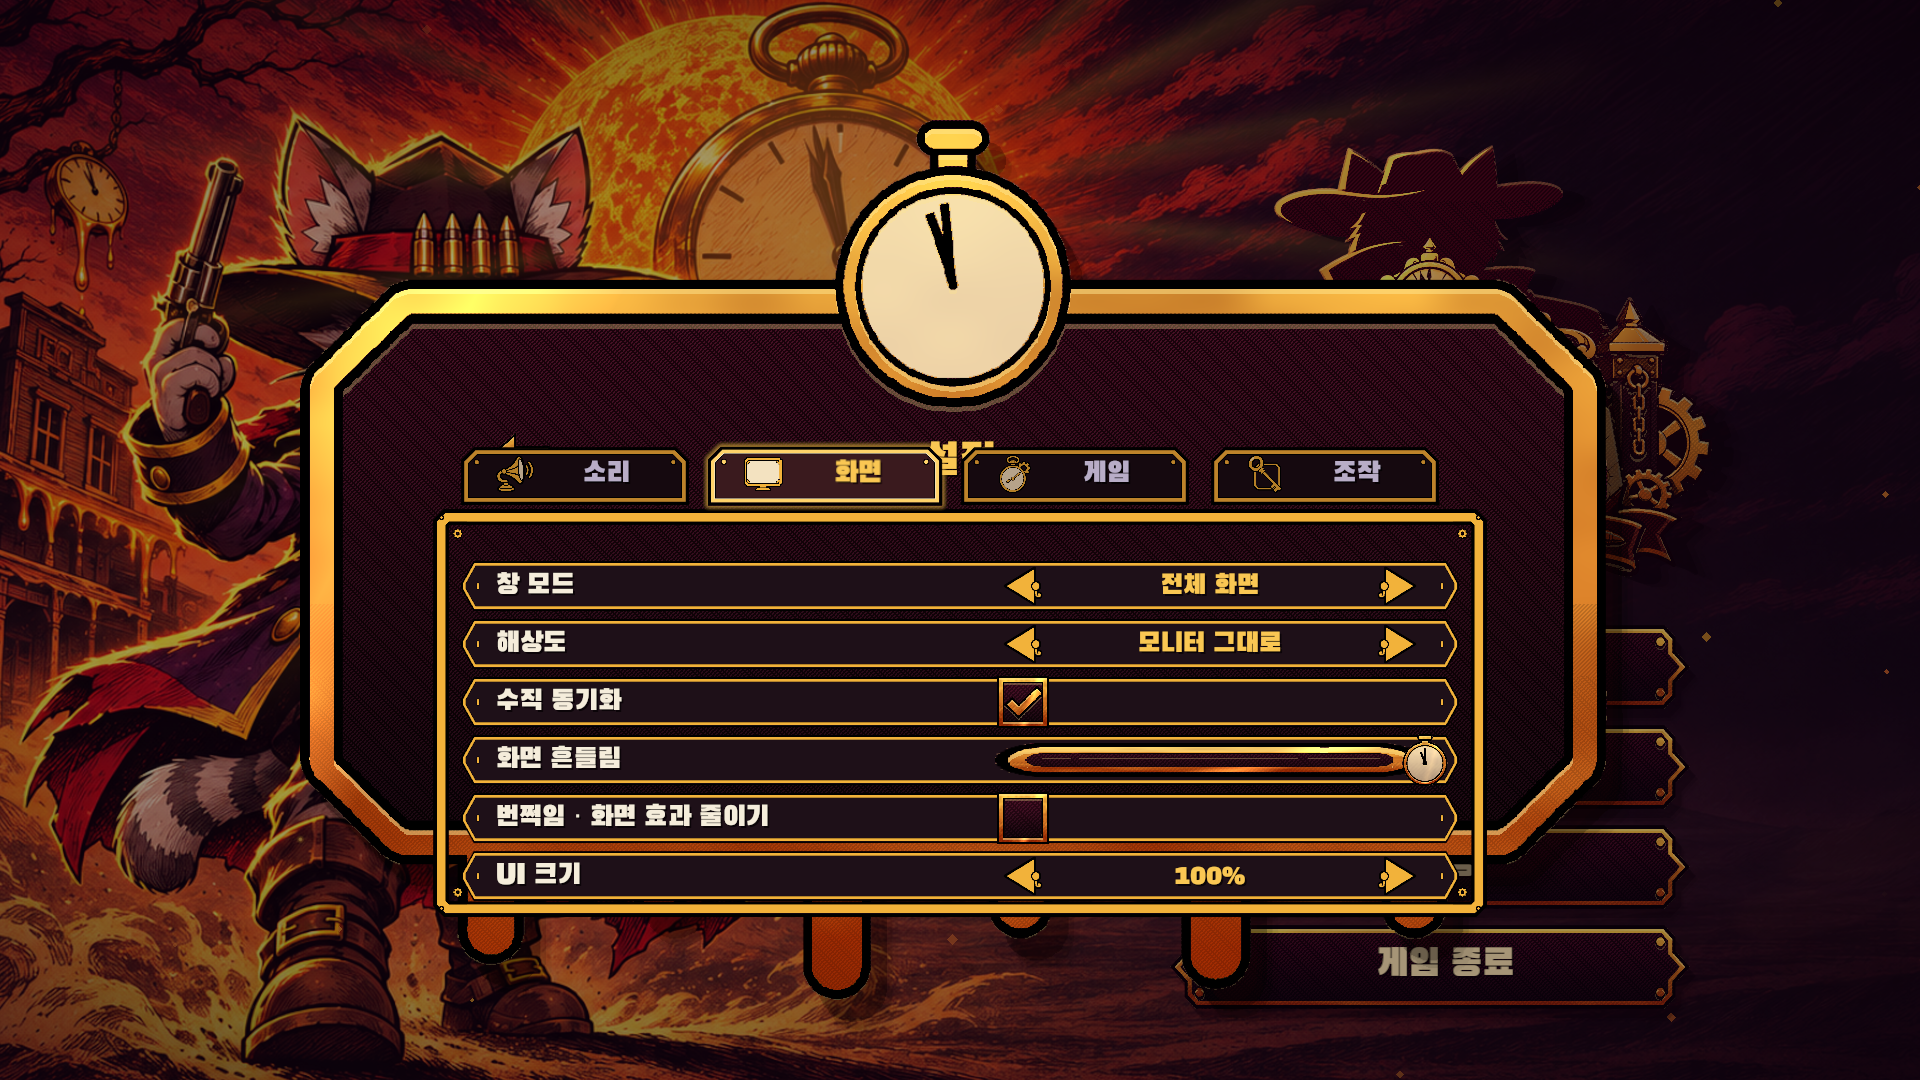 소리
화면
게임
조작
창 모드
전체 화면
해상도
모니터 그대로
수직 동기화
화면 흔들림
번쩍임 · 화면 효과 줄이기
UI 크기
100%
게임 종료